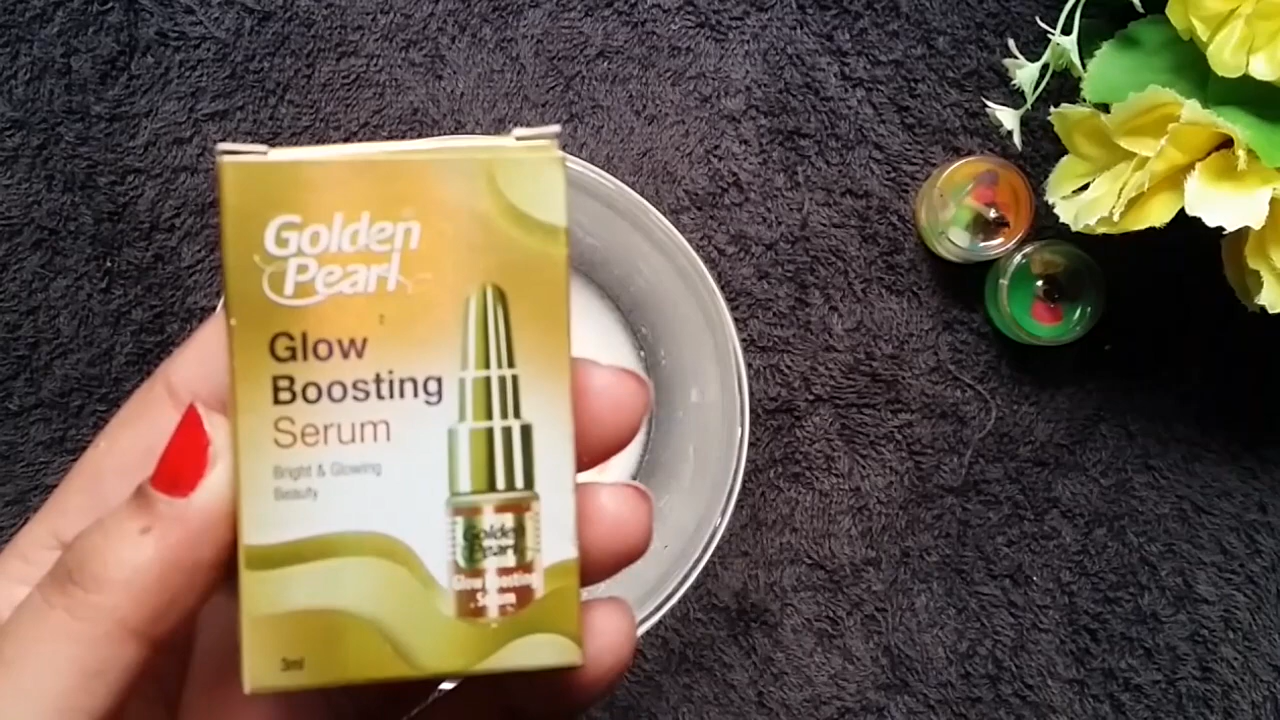 Golden
Pearl
Glow
Boosting
Serum
Bright & Glowing
Beauty
Golden
Pearl
Glow Boosting
Serum
3ml